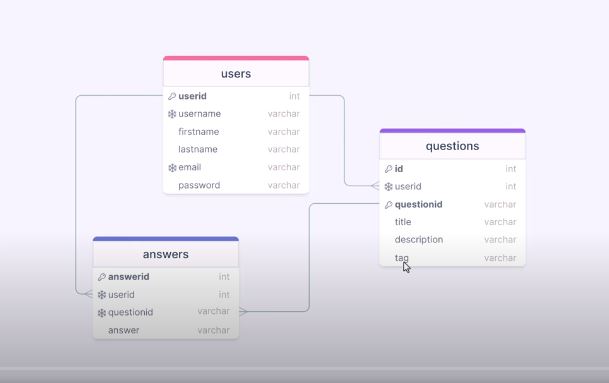 users
userid int
username varchar
firstname varchar
lastname varchar
email varchar
password varchar
questions
id int
userid int
questionid varchar
title varchar
description varchar
tag varchar
answers
answerid int
userid int
questionid varchar
answer varchar